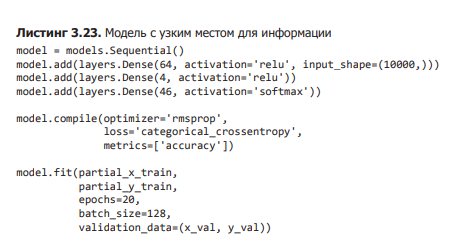 Листинг 3.23. Модель с узким местом для информации
model = models.Sequential()
model.add(layers.Dense(64, activation='relu', input_shape=(10000,)))
model.add(layers.Dense(4, activation='relu'))
model.add(layers.Dense(46, activation='softmax'))

model.compile(optimizer='rmsprop',
              loss='categorical_crossentropy',
              metrics=['accuracy'])

model.fit(partial_x_train,
          partial_y_train,
          epochs=20,
          batch_size=128,
          validation_data=(x_val, y_val))